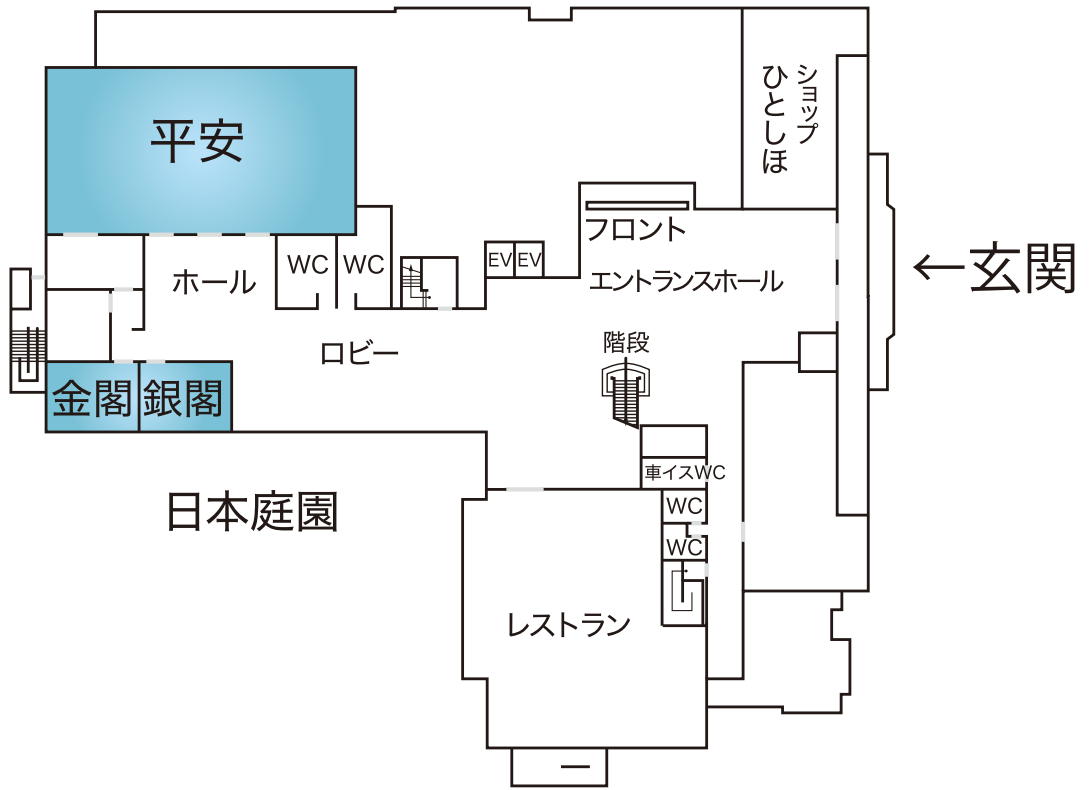 ショップ
ひとしほ
平安
フロント
WC
WC
EV
EV
ホール
エントランスホール
←玄関
ロビー
階段
金閣
銀閣
車イスWC
日本庭園
WC
WC
レストラン